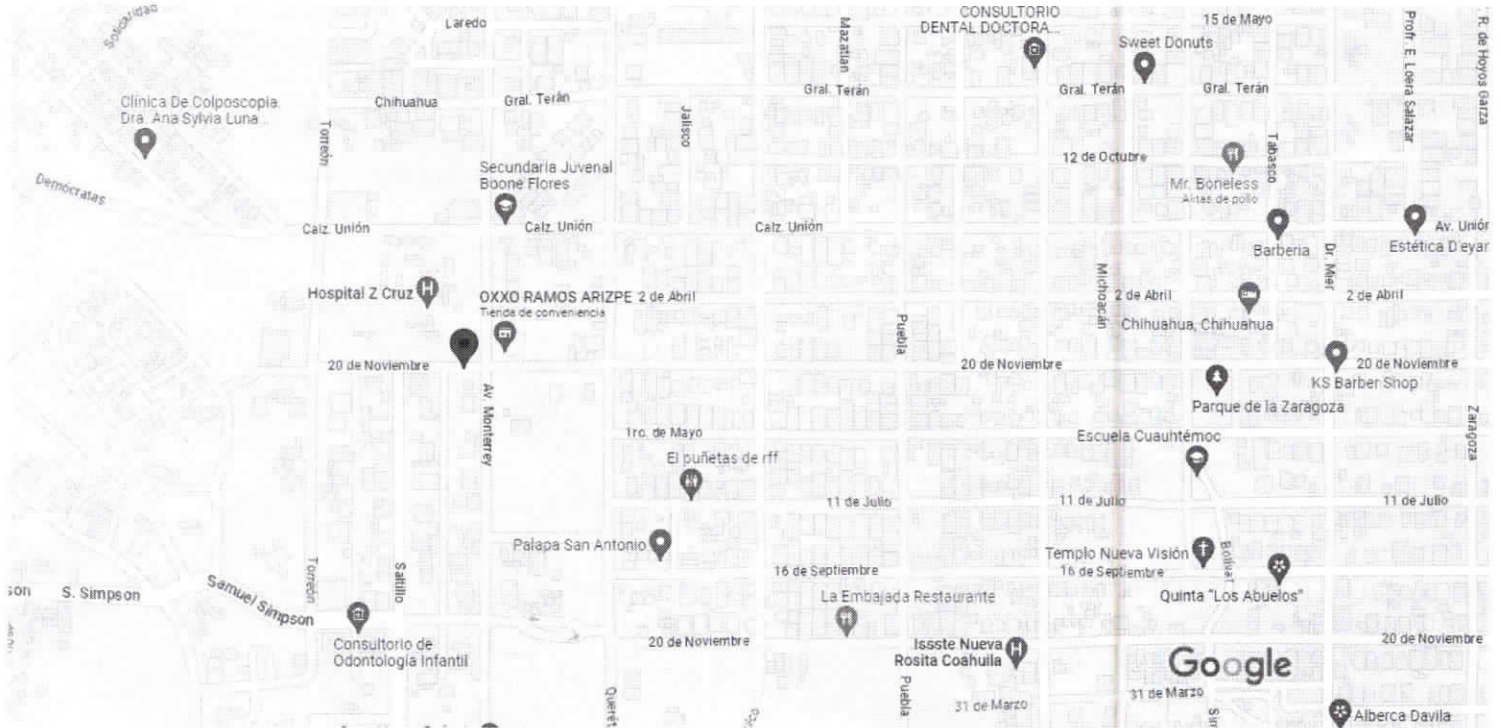 Solidaridad
Laredo
Mazatlan
CONSULTORIO
DENTAL DOCTORA...
15 de Mayo
Sweet Donuts
Profr. E. Loera Salazar
R. de Hoyos Garza
Clínica De Colposcopia.
Dra. Ana Sylvia Luna...
Chihuahua
Gral. Terán
Gral. Terán
Gral. Terán
Gral. Terán
Torreón
Jalisco
Tabasco
Secundaria Juvenal
Boone Flores
12 de Octubre
Mr. Boneless
Alitas de pollo
Demócratas
Calz. Unión
Calz. Unión
Calz. Unión
Av. Unión
Barbería
Estética D'eyar
Dr. Mier
Michoacán
Hospital Z Cruz
OXXO RAMOS ARIZPE
Tienda de conveniencia
2 de Abril
2 de Abril
2 de Abril
Chihuahua, Chihuahua
Puebla
20 de Noviembre
20 de Noviembre
20 de Noviembre
KS Barber Shop
Av. Monterrey
Parque de la Zaragoza
Zaragoza
1ro. de Mayo
Escuela Cuauhtémoc
El puñetas de rff
11 de Julio
11 de Julio
11 de Julio
Palapa San Antonio
Templo Nueva Visión
Bolívar
16 de Septiembre
16 de Septiembre
Torreón
Saltillo
son
S. Simpson
Samuel Simpson
La Embajada Restaurante
Quinta "Los Abuelos"
Consultorio de
Odontología Infantil
20 de Noviembre
Issste Nueva
Rosita Coahuila
20 de Noviembre
Google
Querét
Puebla
31 de Marzo
31 de Marzo
Alberca Davila